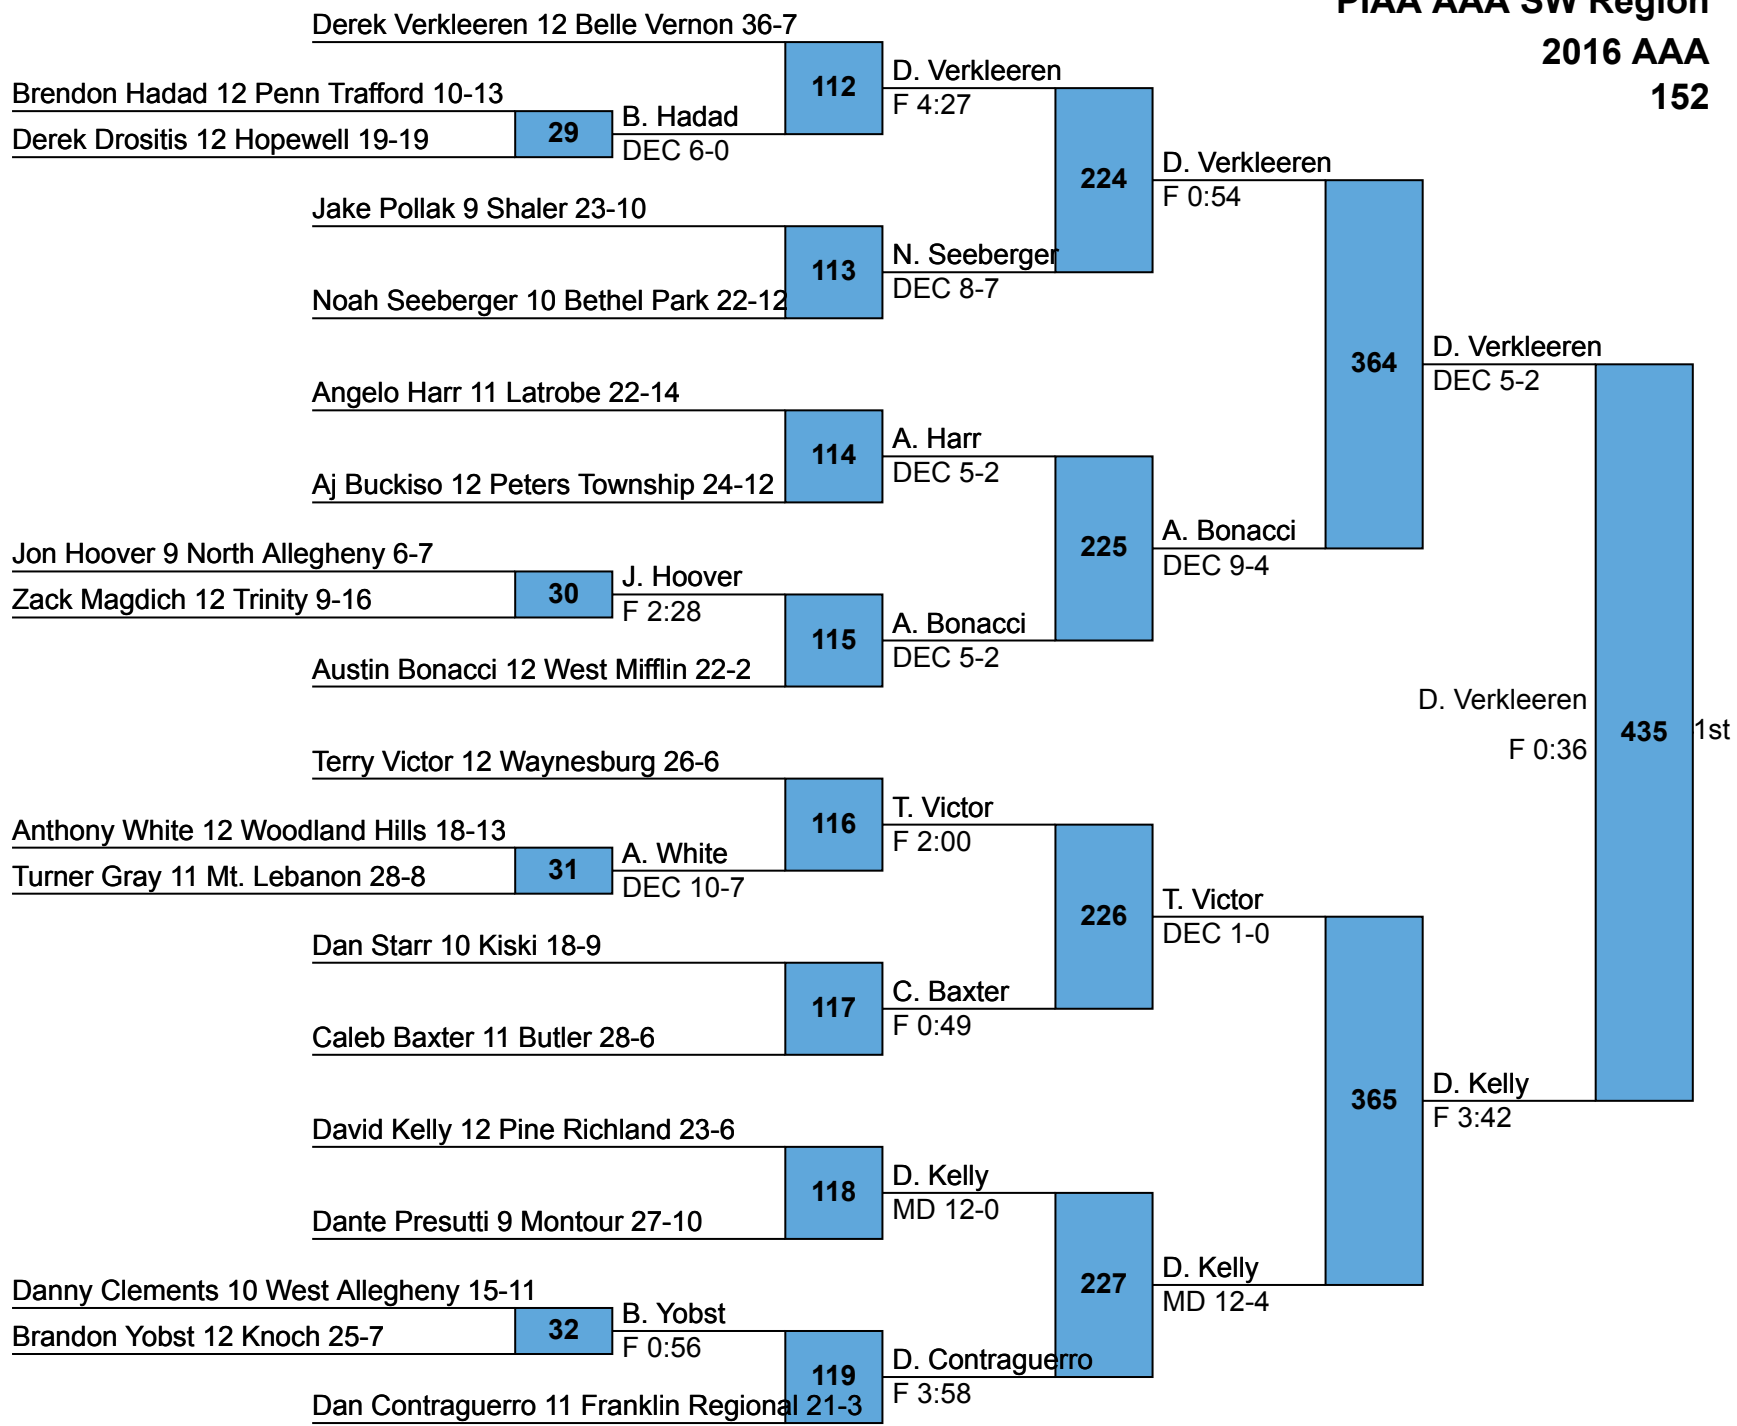 PIAA AAA SW Region
2016 AAA
152
Derek Verkleeren 12 Belle Vernon 36-7
112
D. Verkleeren
F 4:27
Brendon Hadad 12 Penn Trafford 10-13
Derek Drositis 12 Hopewell 19-19
29
B. Hadad
DEC 6-0
224
D. Verkleeren
F 0:54
Jake Pollak 9 Shaler 23-10
Noah Seeberger 10 Bethel Park 22-12
113
N. Seeberger
DEC 8-7
364
D. Verkleeren
DEC 5-2
Angelo Harr 11 Latrobe 22-14
Aj Buckiso 12 Peters Township 24-12
114
A. Harr
DEC 5-2
225
A. Bonacci
DEC 9-4
Jon Hoover 9 North Allegheny 6-7
Zack Magdich 12 Trinity 9-16
30
J. Hoover
F 2:28
Austin Bonacci 12 West Mifflin 22-2
115
A. Bonacci
DEC 5-2
D. Verkleeren
F 0:36
435
1st
Terry Victor 12 Waynesburg 26-6
116
T. Victor
F 2:00
Anthony White 12 Woodland Hills 18-13
Turner Gray 11 Mt. Lebanon 28-8
31
A. White
DEC 10-7
226
T. Victor
DEC 1-0
Dan Starr 10 Kiski 18-9
Caleb Baxter 11 Butler 28-6
117
C. Baxter
F 0:49
365
D. Kelly
F 3:42
David Kelly 12 Pine Richland 23-6
Dante Presutti 9 Montour 27-10
118
D. Kelly
MD 12-0
227
D. Kelly
MD 12-4
Danny Clements 10 West Allegheny 15-11
Brandon Yobst 12 Knoch 25-7
32
B. Yobst
F 0:56
Dan Contraguerro 11 Franklin Regional 21-3
119
D. Contraguerro
F 3:58